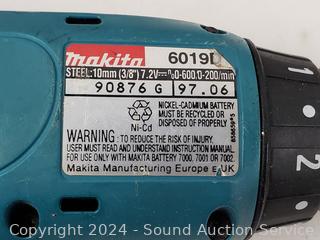 Makita 6019D
STEEL:10mm (3/8") 7.2V n₀0-600/0-200/min
90876 G 97.06
NICKEL-CADMIUM BATTERY
MUST BE RECYCLED OR
DISPOSED OF PROPERLY
Ni-Cd
WARNING: TO REDUCE THE RISK OF INJURY.
USER MUST READ AND UNDERSTAND INSTRUCTION MANUAL.
FOR USE ONLY WITH MAKITA BATTERY 7000, 7001 OR 7002.
Makita Manufacturing Europe UK
1
2
Copyright 2024 - Sound Auction Service